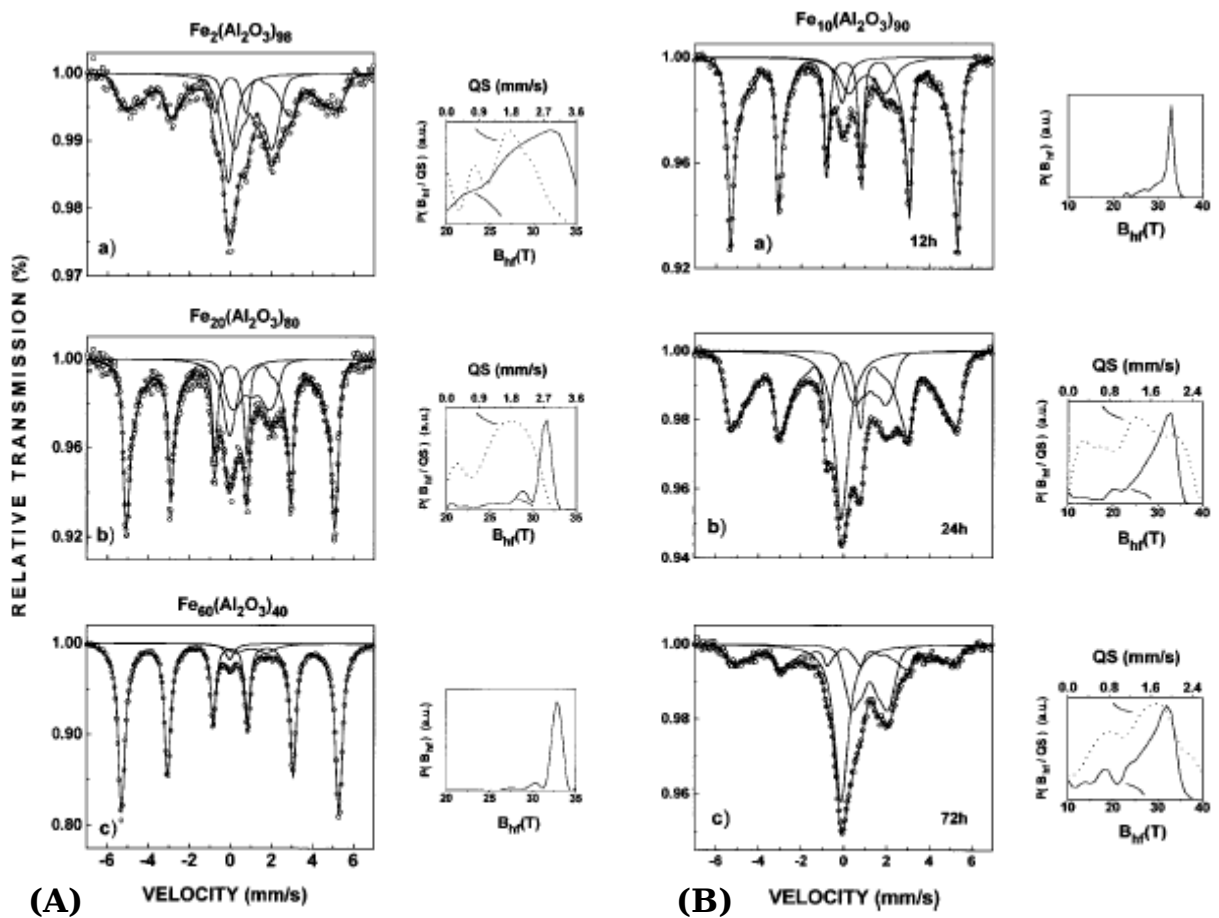 Fe2(Al2O3)98
1.00
0.99
0.98
0.97
a)
QS (mm/s)
0.0 0.9 1.8 2.7 3.6
P( Bhf / QS) (a.u.)
20 25 30 35
Bhf(T)
RELATIVE TRANSMISSION (%)
Fe20(Al2O3)80
1.00
0.96
0.92
b)
QS (mm/s)
0.0 0.9 1.8 2.7 3.6
P( Bhf / QS) (a.u.)
20 25 30 35
Bhf(T)
Fe60(Al2O3)40
1.00
0.90
0.80
c)
-6 -4 -2 0 2 4 6
VELOCITY (mm/s)
P( Bhf) (a.u.)
20 25 30 35
Bhf(T)
(A)
Fe10(Al2O3)90
1.00
0.96
0.92
a)
12h
P( Bhf) (a.u.)
10 20 30 40
Bhf(T)
1.00
0.98
0.96
0.94
b)
24h
QS (mm/s)
0.0 0.8 1.6 2.4
P( Bhf / QS) (a.u.)
10 20 30 40
Bhf(T)
1.00
0.98
0.96
c)
72h
-6 -4 -2 0 2 4 6
VELOCITY (mm/s)
QS (mm/s)
0.0 0.6 1.2 1.8 2.4
P( Bhf / QS) (a.u.)
10 20 30 40
Bhf(T)
(B)